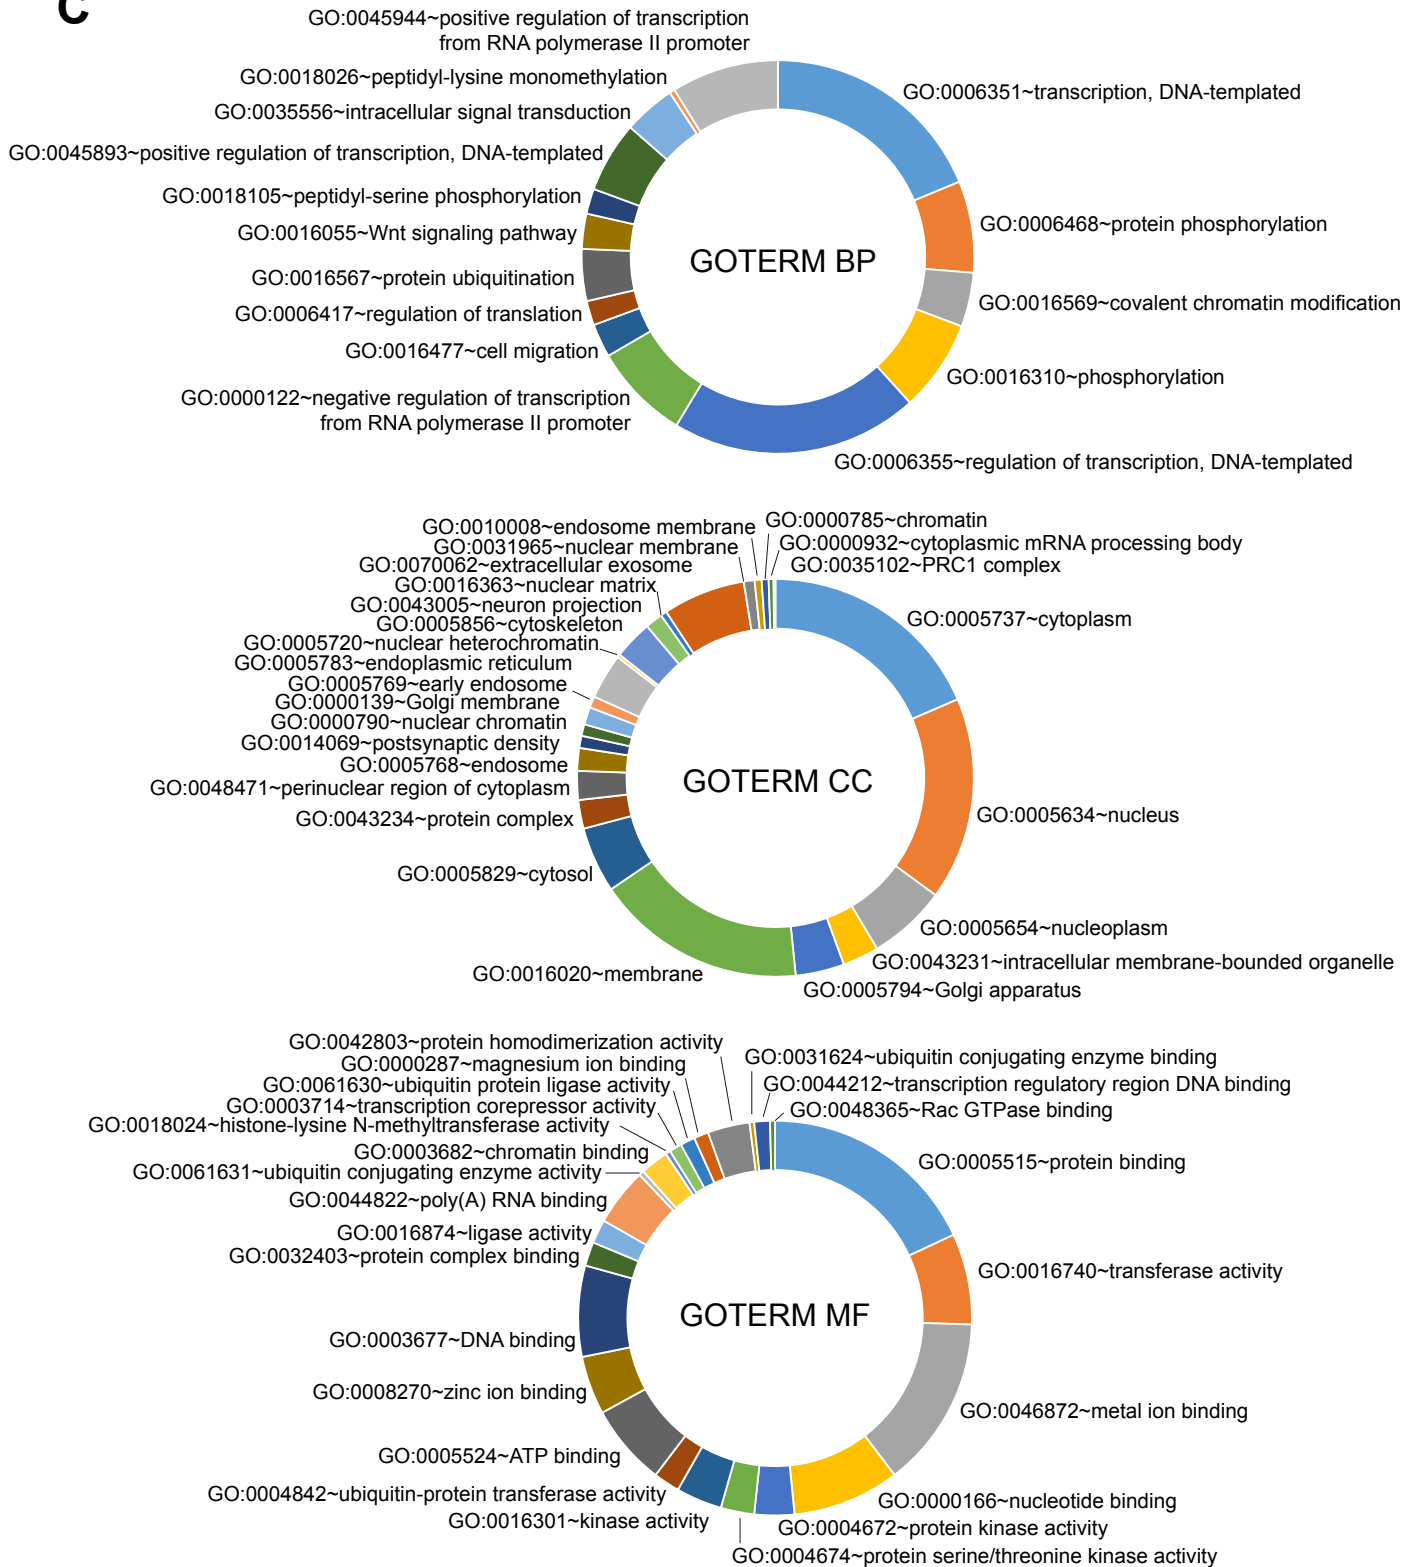 C
GO:0045944~positive regulation of transcription
from RNA polymerase II promoter
GO:0018026~peptidyl-lysine monomethylation
GO:0035556~intracellular signal transduction
GO:0045893~positive regulation of transcription, DNA-templated
GO:0018105~peptidyl-serine phosphorylation
GO:0016055~Wnt signaling pathway
GO:0016567~protein ubiquitination
GO:0006417~regulation of translation
GO:0016477~cell migration
GO:0000122~negative regulation of transcription
from RNA polymerase II promoter
GOTERM BP
GO:0006351~transcription, DNA-templated
GO:0006468~protein phosphorylation
GO:0016569~covalent chromatin modification
GO:0016310~phosphorylation
GO:0006355~regulation of transcription, DNA-templated
GO:0010008~endosome membrane
GO:0031965~nuclear membrane
GO:0070062~extracellular exosome
GO:0016363~nuclear matrix
GO:0043005~neuron projection
GO:0005856~cytoskeleton
GO:0005720~nuclear heterochromatin
GO:0005783~endoplasmic reticulum
GO:0005769~early endosome
GO:0000139~Golgi membrane
GO:0000790~nuclear chromatin
GO:0014069~postsynaptic density
GO:0005768~endosome
GO:0048471~perinuclear region of cytoplasm
GO:0043234~protein complex
GO:0005829~cytosol
GO:0016020~membrane
GOTERM CC
GO:0000785~chromatin
GO:0000932~cytoplasmic mRNA processing body
GO:0035102~PRC1 complex
GO:0005737~cytoplasm
GO:0005634~nucleus
GO:0005654~nucleoplasm
GO:0043231~intracellular membrane-bounded organelle
GO:0005794~Golgi apparatus
GO:0042803~protein homodimerization activity
GO:0000287~magnesium ion binding
GO:0061630~ubiquitin protein ligase activity
GO:0003714~transcription corepressor activity
GO:0018024~histone-lysine N-methyltransferase activity
GO:0003682~chromatin binding
GO:0061631~ubiquitin conjugating enzyme activity
GO:0044822~poly(A) RNA binding
GO:0016874~ligase activity
GO:0032403~protein complex binding
GO:0003677~DNA binding
GO:0008270~zinc ion binding
GO:0005524~ATP binding
GO:0004842~ubiquitin-protein transferase activity
GO:0016301~kinase activity
GOTERM MF
GO:0031624~ubiquitin conjugating enzyme binding
GO:0044212~transcription regulatory region DNA binding
GO:0048365~Rac GTPase binding
GO:0005515~protein binding
GO:0016740~transferase activity
GO:0046872~metal ion binding
GO:0000166~nucleotide binding
GO:0004672~protein kinase activity
GO:0004674~protein serine/threonine kinase activity